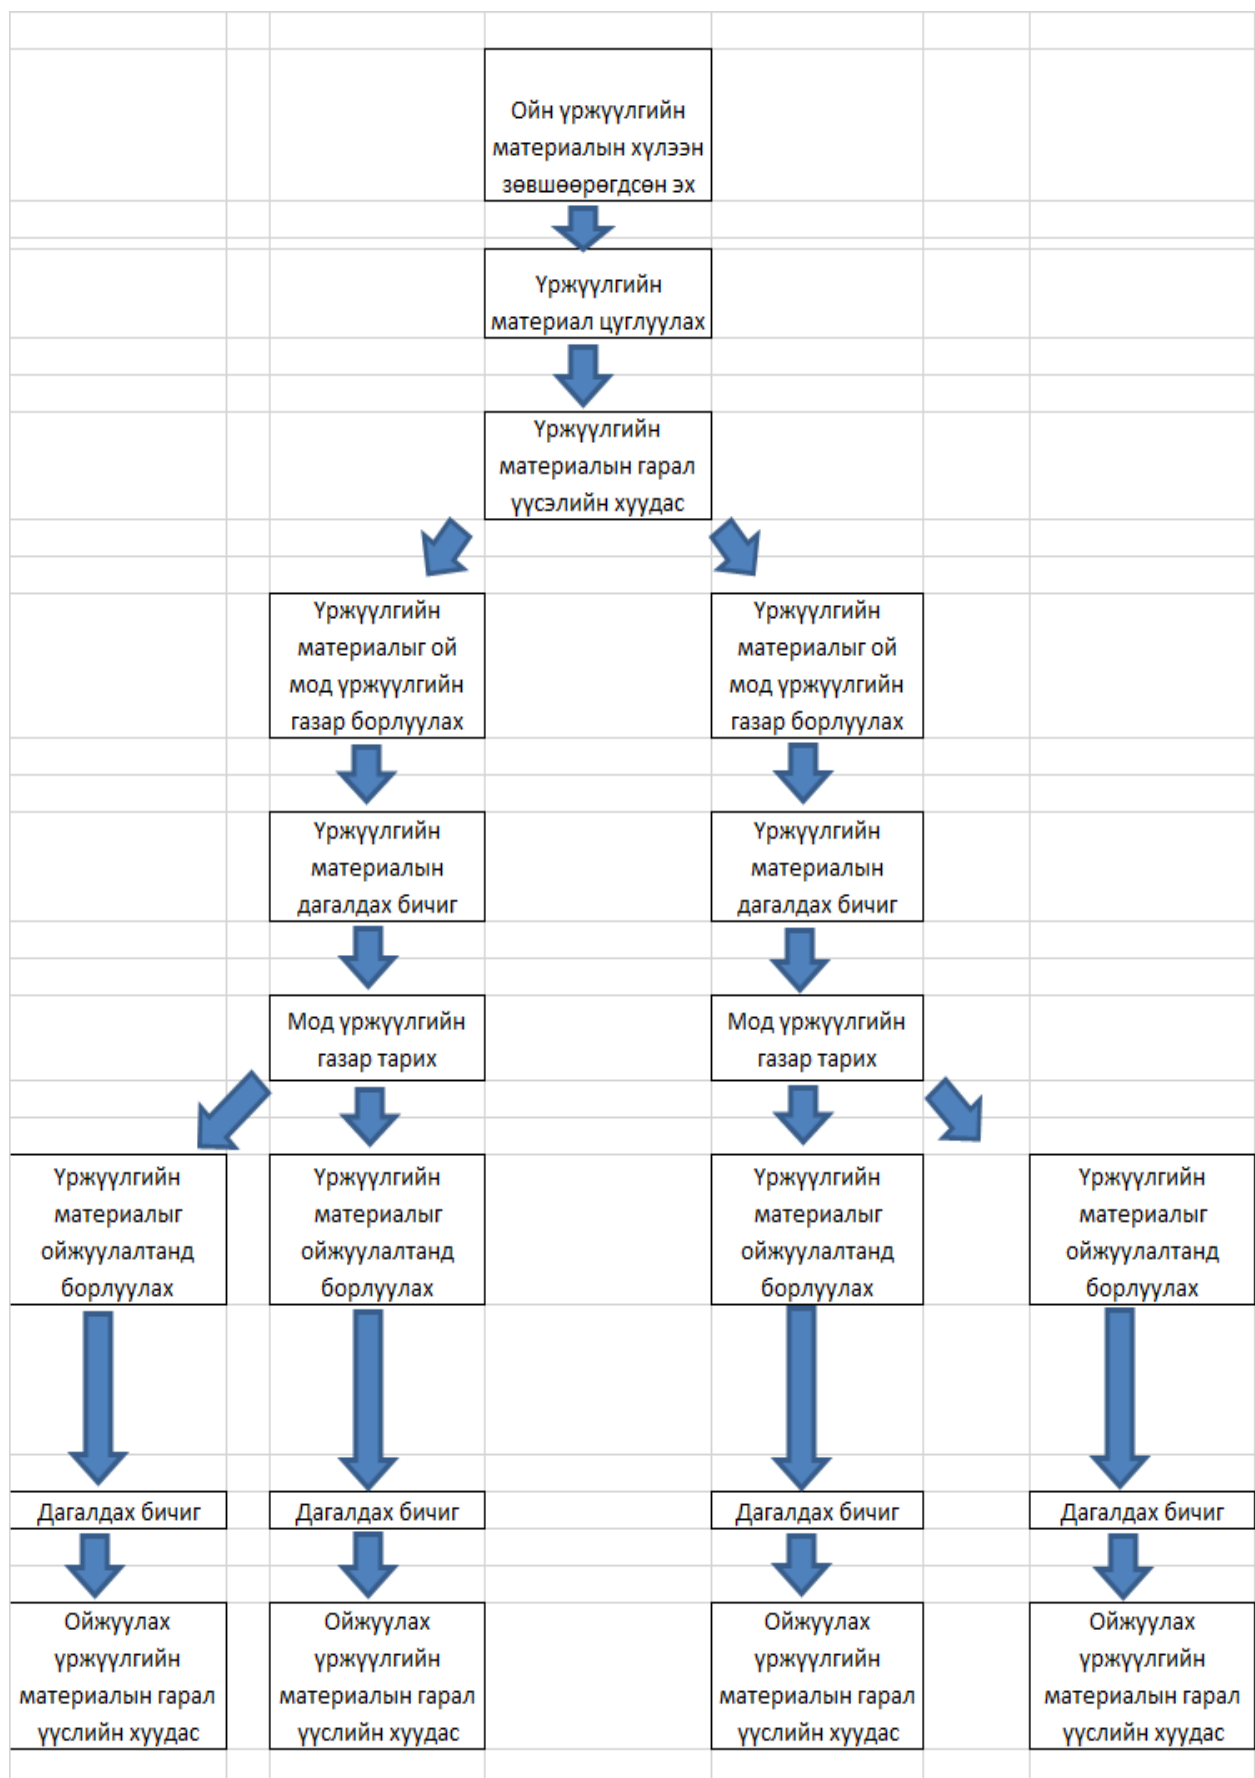 Ойн үржүүлгийн
материалын хүлээн
зөвшөөрөгдсөн эх
Үржүүлгийн
материал цуглуулах
Үржүүлгийн
материалын гарал
үүсэлийн хуудас
Үржүүлгийн
материалыг ой
мод үржүүлгийн
газар борлуулах
Үржүүлгийн
материалыг ой
мод үржүүлгийн
газар борлуулах
Үржүүлгийн
материалын
дагалдах бичиг
Үржүүлгийн
материалын
дагалдах бичиг
Мод үржүүлгийн
газар тарих
Мод үржүүлгийн
газар тарих
Үржүүлгийн
материалыг
ойжуулалтанд
борлуулах
Үржүүлгийн
материалыг
ойжуулалтанд
борлуулах
Үржүүлгийн
материалыг
ойжуулалтанд
борлуулах
Үржүүлгийн
материалыг
ойжуулалтанд
борлуулах
Дагалдах бичиг
Дагалдах бичиг
Дагалдах бичиг
Дагалдах бичиг
Ойжуулах
үржүүлгийн
материалын гарал
үүслийн хуудас
Ойжуулах
үржүүлгийн
материалын гарал
үүслийн хуудас
Ойжуулах
үржүүлгийн
материалын гарал
үүслийн хуудас
Ойжуулах
үржүүлгийн
материалын гарал
үүслийн хуудас